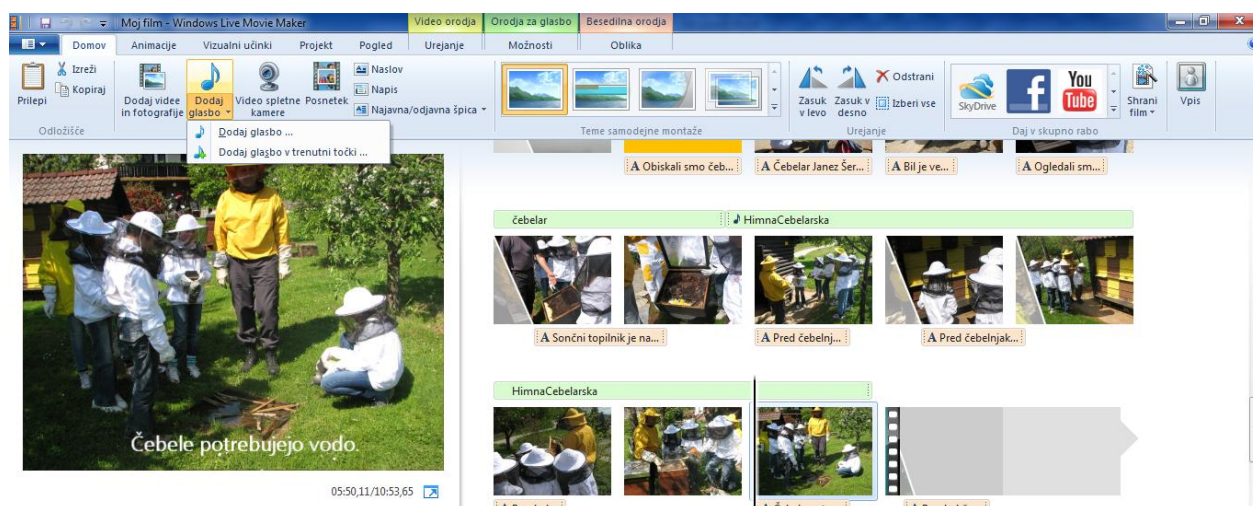 Moj film - Windows Live Movie Maker
Video orodja
Orodja za glasbo
Besedilna orodja
Domov
Animacije
Vizualni učinki
Projekt
Pogled
Urejanje
Možnosti
Oblika
Prilepi
Izreži
Kopiraj
Odložišče
Dodaj videe in fotografije
Dodaj glasbo
Video spletne kamere
Posnetek
Naslov
Napis
Najavna/odjavna špica
Dodaj glasbo ...
Dodaj glasbo v trenutni točki ...
Teme samodejne montaže
Zasuk v levo
Zasuk v desno
Odstrani
Izberi vse
Urejanje
SkyDrive
f
You Tube
Daj v skupno rabo
Shrani film
Vpis
A Obiskali smo čeb...
A Čebelar Janez Šer...
A Bil je ve...
A Ogledali sm...
čebelar
HimnaCebelarska
A Sončni topilnik je na...
A Pred čebelnj...
A Pred čebelnjak...
HimnaCebelarska
Čebele potrebujejo vodo.
05:50,11/10:53,65